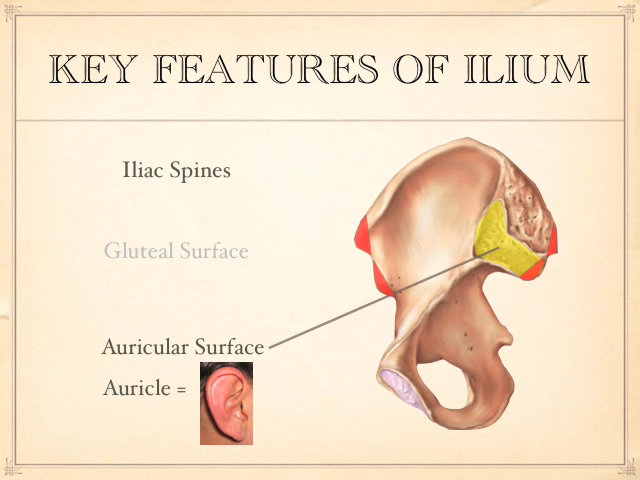 KEY FEATURES OF ILIUM
Iliac Spines
Gluteal Surface
Auricular Surface
Auricle =